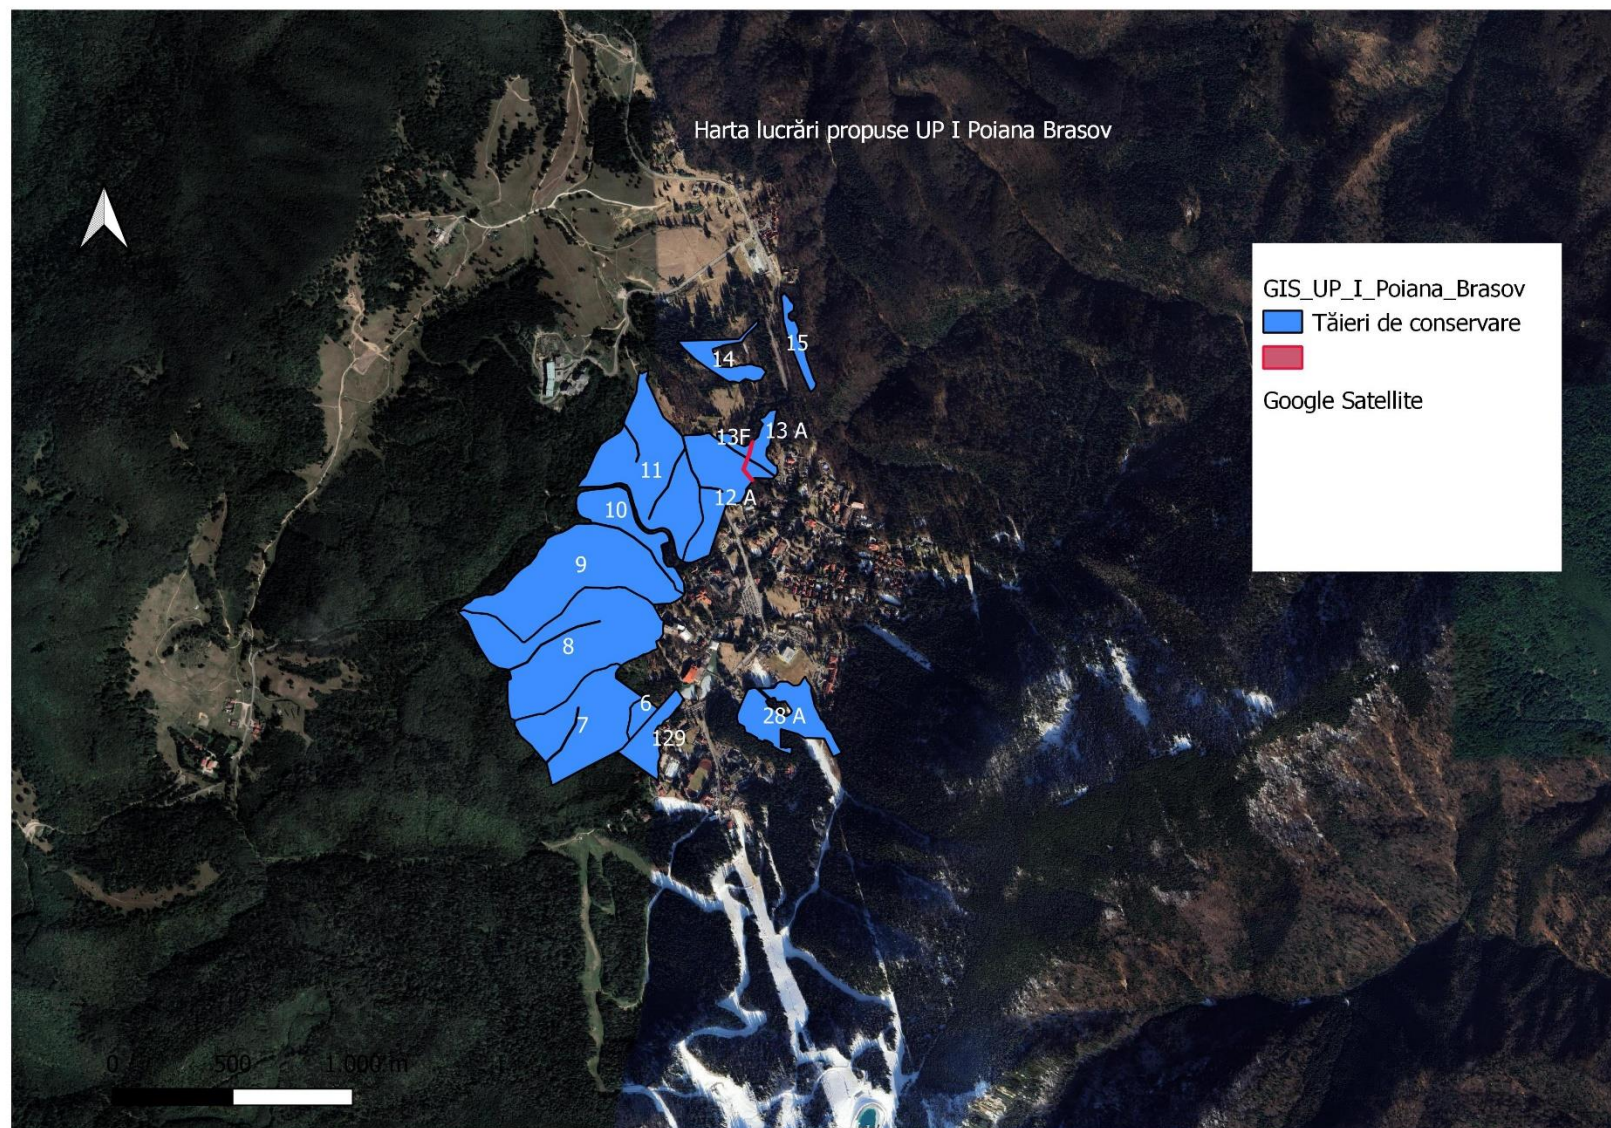 Harta lucrări propuse UP I Poiana Brasov
GIS_UP_I_Poiana_Brasov
Tăieri de conservare
Google Satellite
15
14
13F
13 A
11
12 A
10
9
8
6
7
129
28 A
0
500
1.000 m